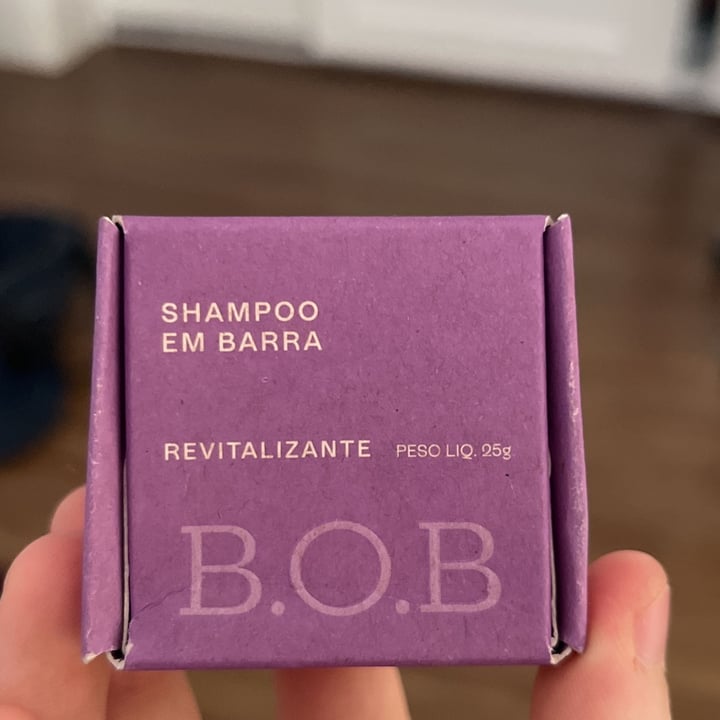 SHAMPOO
EM BARRA
REVITALIZANTE PESO LIQ. 25g
B.O.B